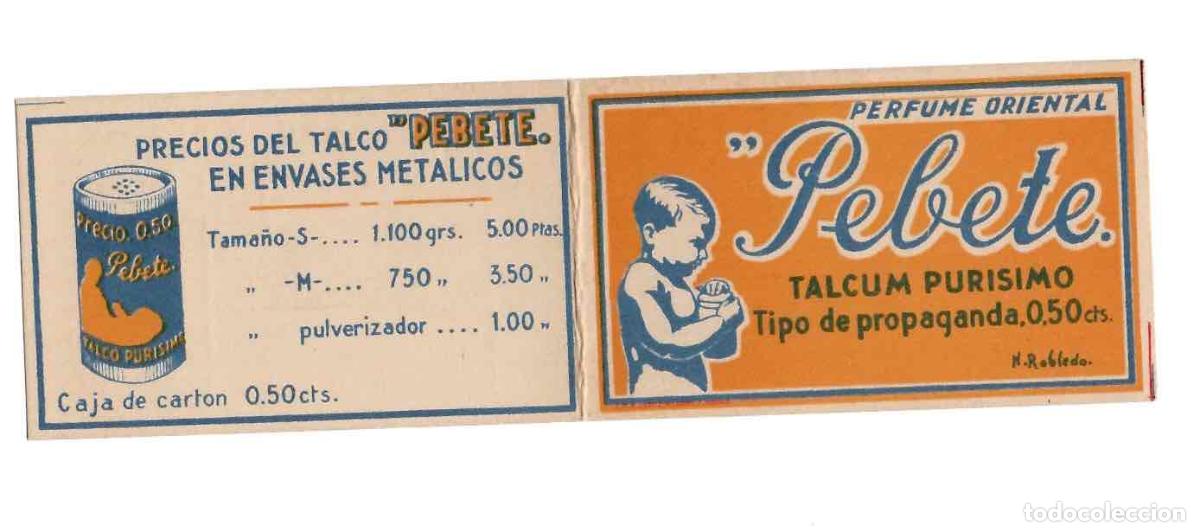 PRECIOS DEL TALCO "PEBETE.
EN ENVASES METALICOS
Tamaño -S-.... 1.100 grs. 5.00 Ptas.
„ -M-.... 750 „ 3.50 „
„ pulverizador .... 1.00 „
Precio. 0.50
Pebete.
TALCO PURISIMO
Caja de carton 0.50 cts.
PERFUME ORIENTAL
"Pebete.
TALCUM PURISIMO
Tipo de propaganda, 0,50 cts.
N. Robledo.
todocoleccion